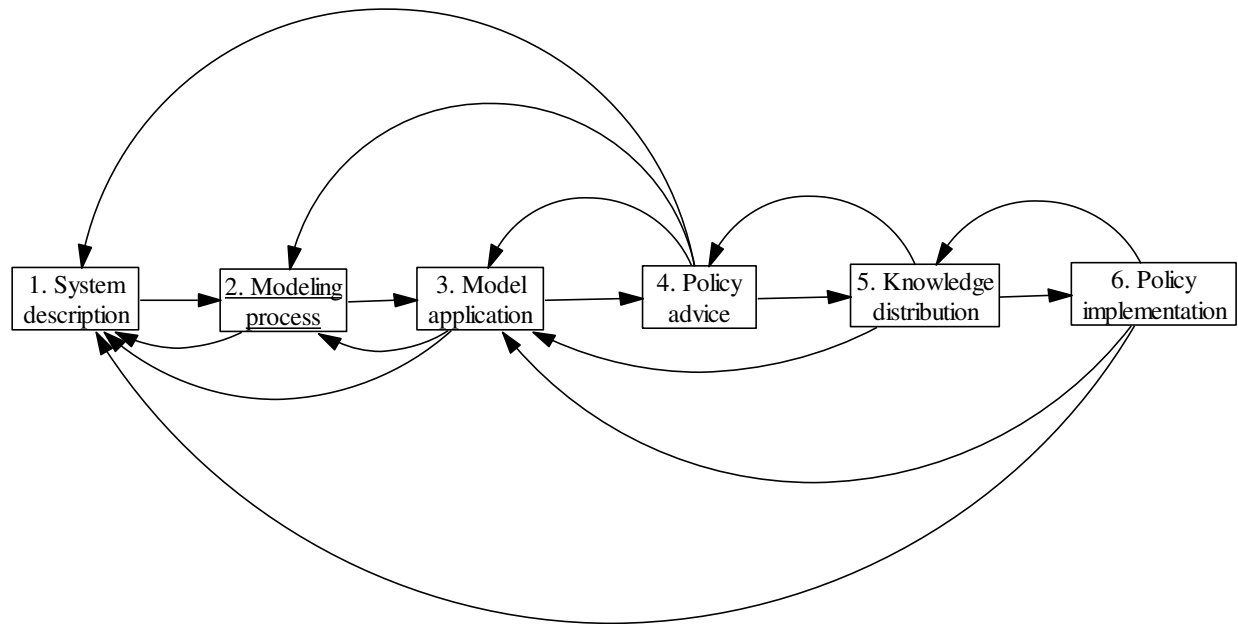 1. System
description
2. Modeling
process
3. Model
application
4. Policy
advice
5. Knowledge
distribution
6. Policy
implementation